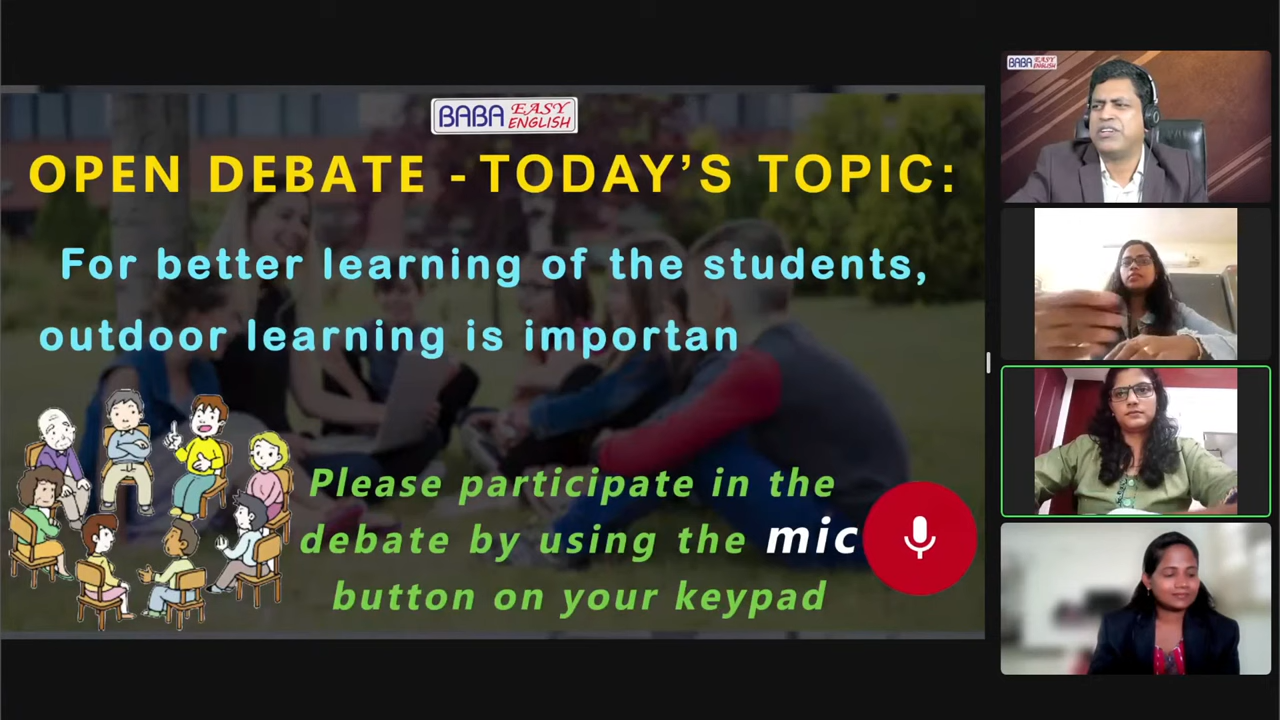 BABA EASY ENGLISH
OPEN DEBATE - TODAY'S TOPIC:
For better learning of the students,
outdoor learning is importan
Please participate in the
debate by using the mic
button on your keypad
BABA EASY ENGLISH